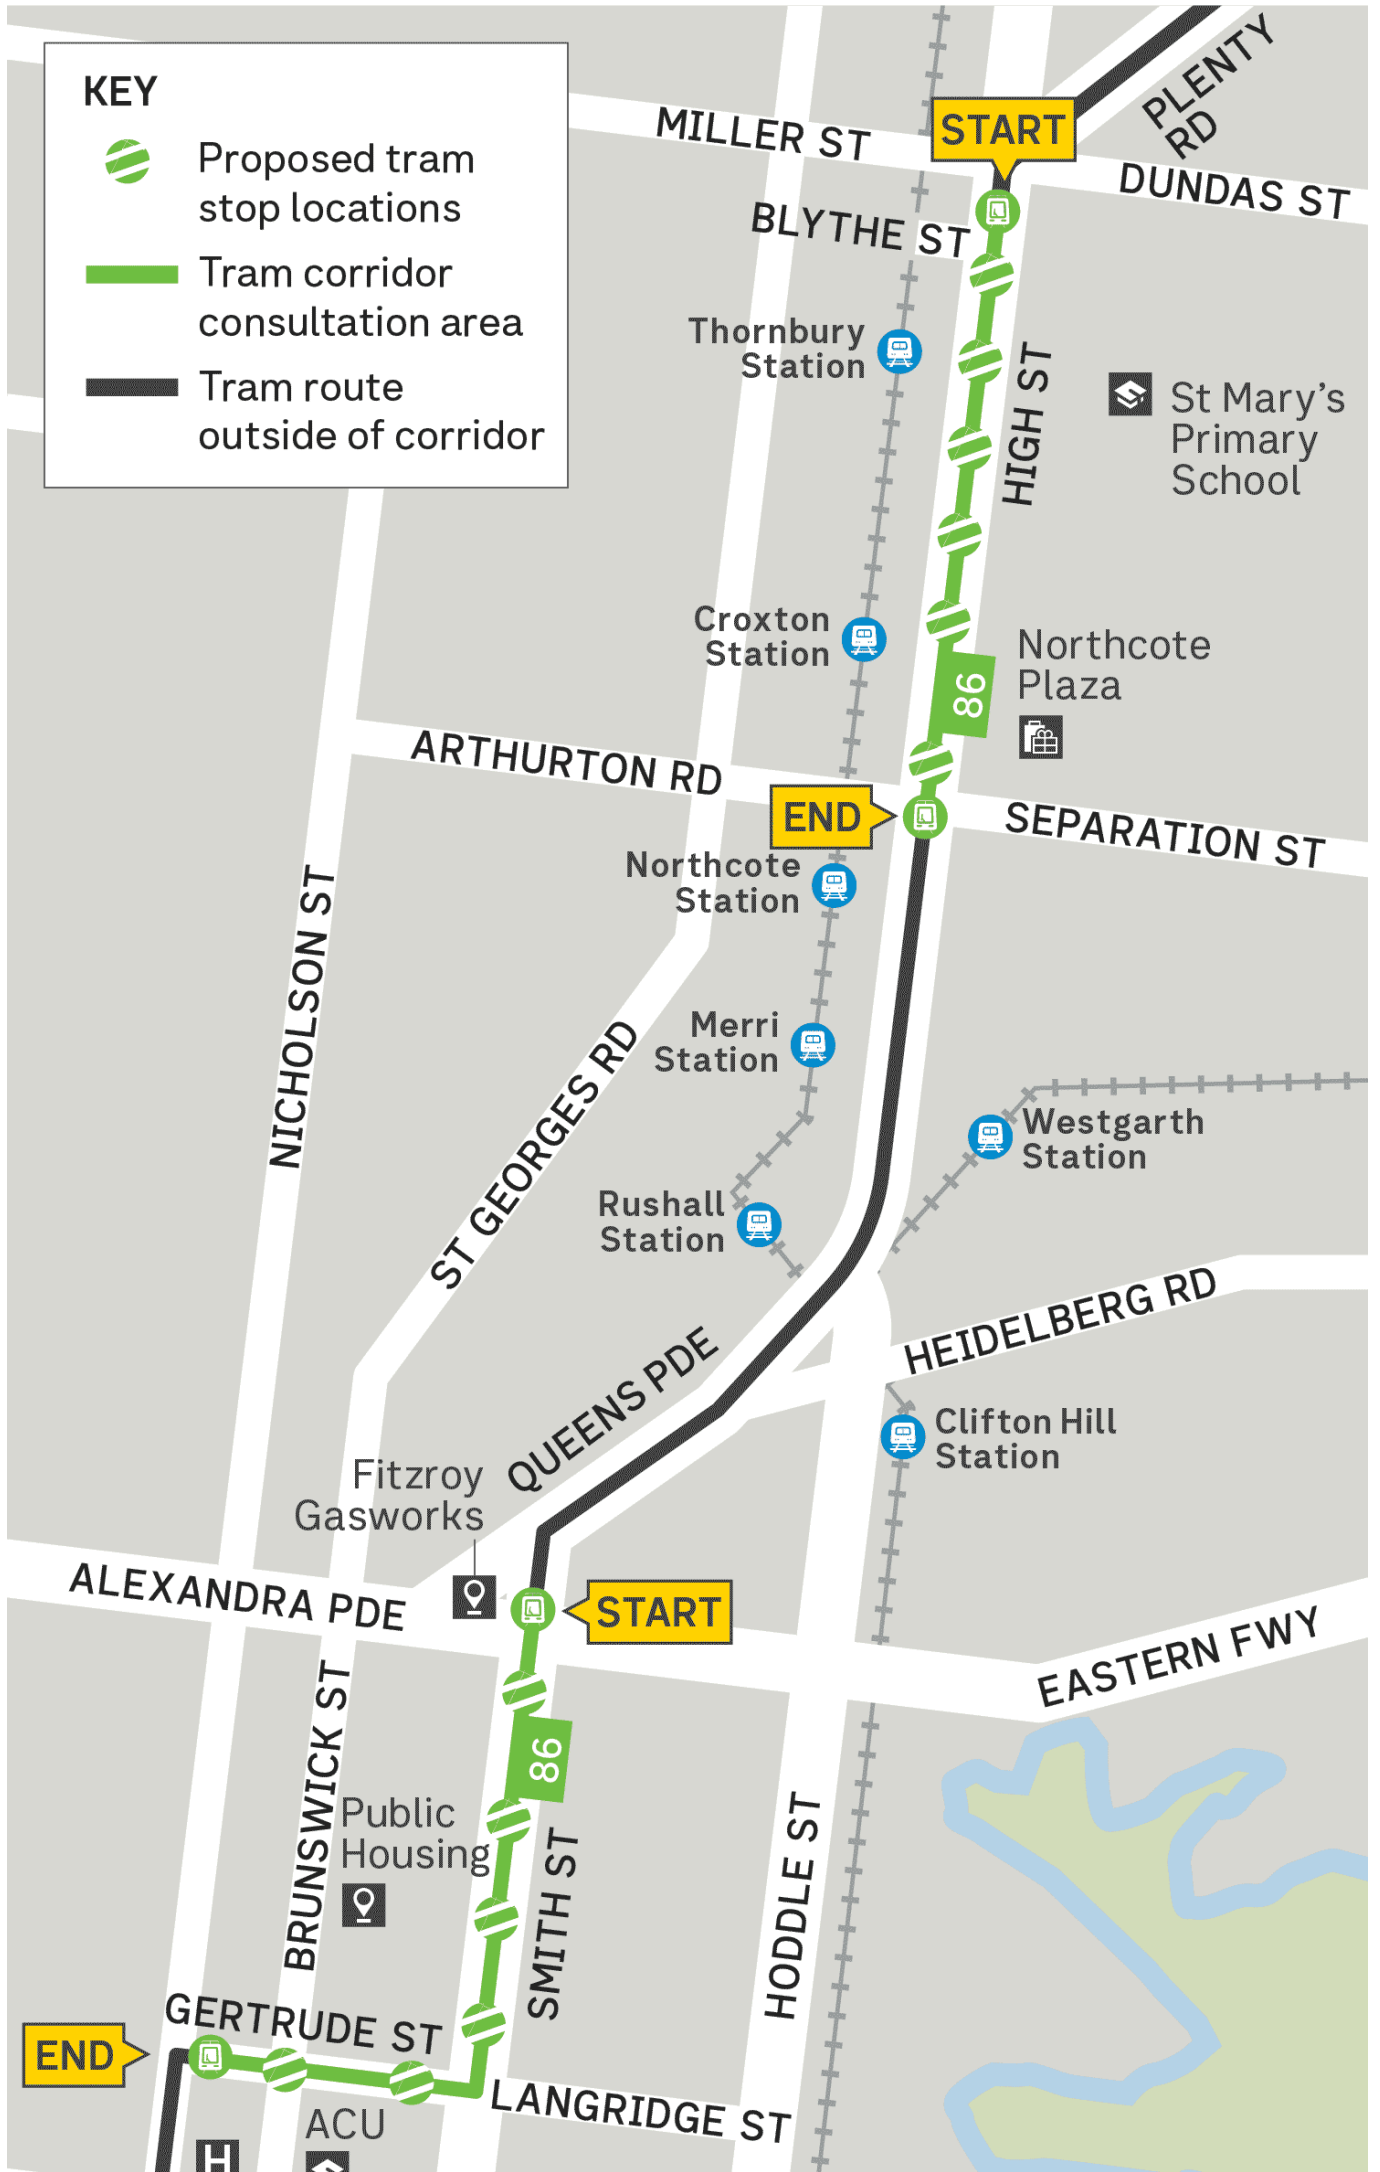 KEY
Proposed tram
stop locations
Tram corridor
consultation area
Tram route
outside of corridor
PLENTY
RD
MILLER ST
START
DUNDAS ST
BLYTHE ST
Thornbury
Station
HIGH ST
St Mary's
Primary
School
Croxton
Station
Northcote
Plaza
86
ARTHURTON RD
END
SEPARATION ST
Northcote
Station
NICHOLSON ST
Merri
Station
ST GEORGES RD
Westgarth
Station
Rushall
Station
HEIDELBERG RD
QUEENS PDE
Clifton Hill
Station
Fitzroy
Gasworks
ALEXANDRA PDE
START
EASTERN FWY
BRUNSWICK ST
86
Public
Housing
SMITH ST
HODDLE ST
GERTRUDE ST
END
LANGRIDGE ST
ACU
H